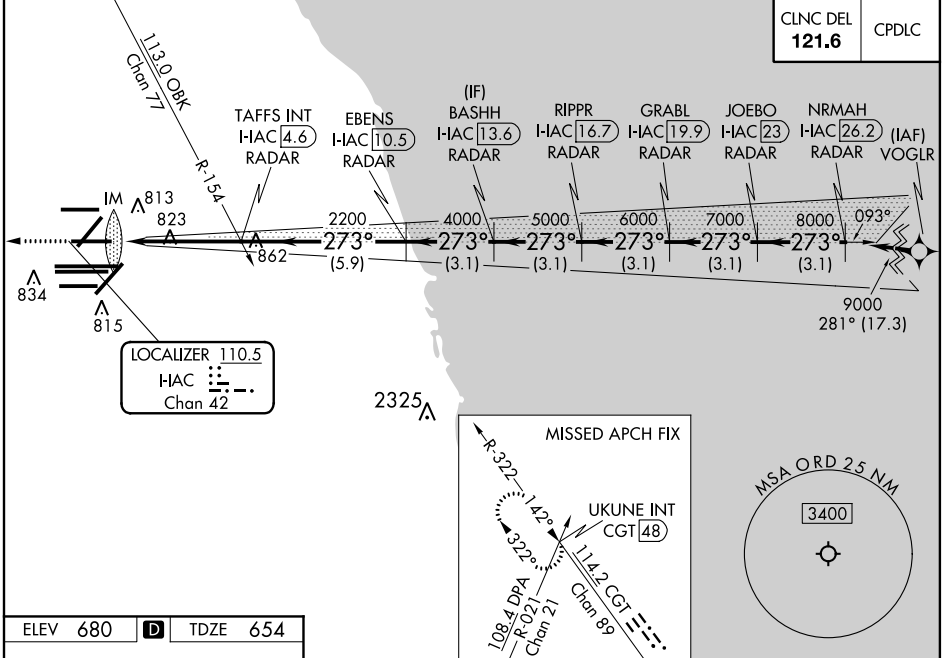 CLNC DEL
121.6
CPDLC
113.0 OBK
Chan 77
R-154
TAFFS INT
I-IAC 4.6
RADAR
EBENS
I-IAC 10.5
RADAR
(IF)
BASHH
I-IAC 13.6
RADAR
RIPPR
I-IAC 16.7
RADAR
GRABL
I-IAC 19.9
RADAR
JOEBO
I-IAC 23
RADAR
NRMAH
I-IAC 26.2
RADAR
(IAF)
VOGLR
IM
813
823
862
834
815
2200
273°
(5.9)
4000
273°
(3.1)
5000
273°
(3.1)
6000
273°
(3.1)
7000
273°
(3.1)
8000
273°
(3.1)
093°
9000
281° (17.3)
LOCALIZER 110.5
I-IAC
Chan 42
2325
MISSED APCH FIX
R-322
142°
322°
UKUNE INT
CGT 48
114.2 CGT
Chan 89
108.4 DPA
R-021
Chan 21
MSA ORD 25 NM
3400
ELEV 680 D TDZE 654